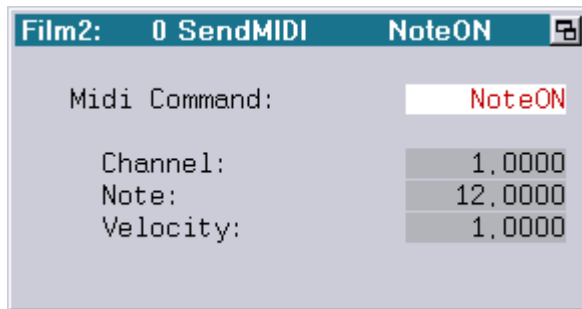 Film2: 0 SendMIDI NoteON
Midi Command: NoteON
Channel: 1,0000
Note: 12,0000
Velocity: 1,0000